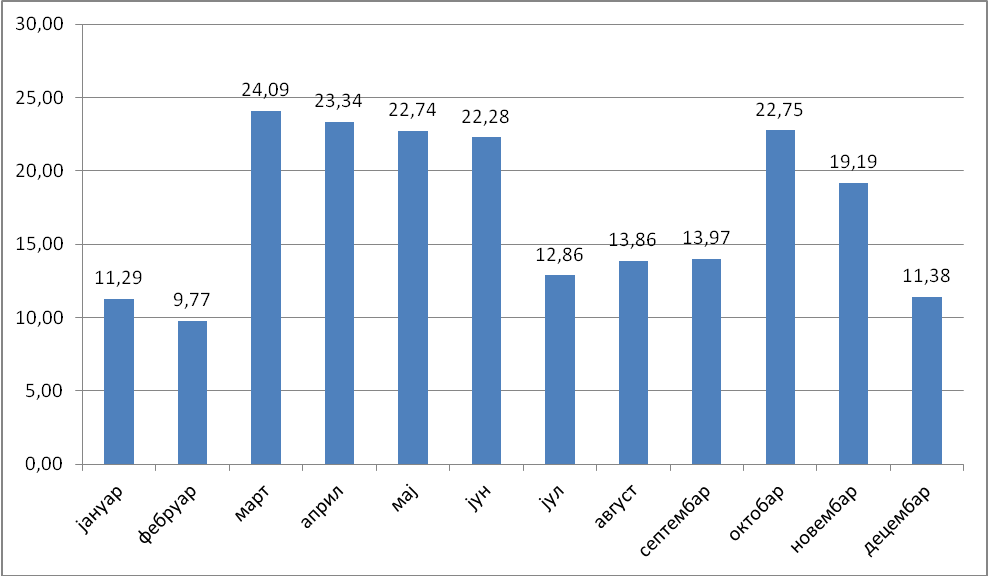 30,00
25,00
20,00
15,00
10,00
5,00
0,00
11,29
9,77
24,09
23,34
22,74
22,28
12,86
13,86
13,97
22,75
19,19
11,38
јануар
фебруар
март
април
мај
јун
јул
август
септембар
октобар
новембар
децембар